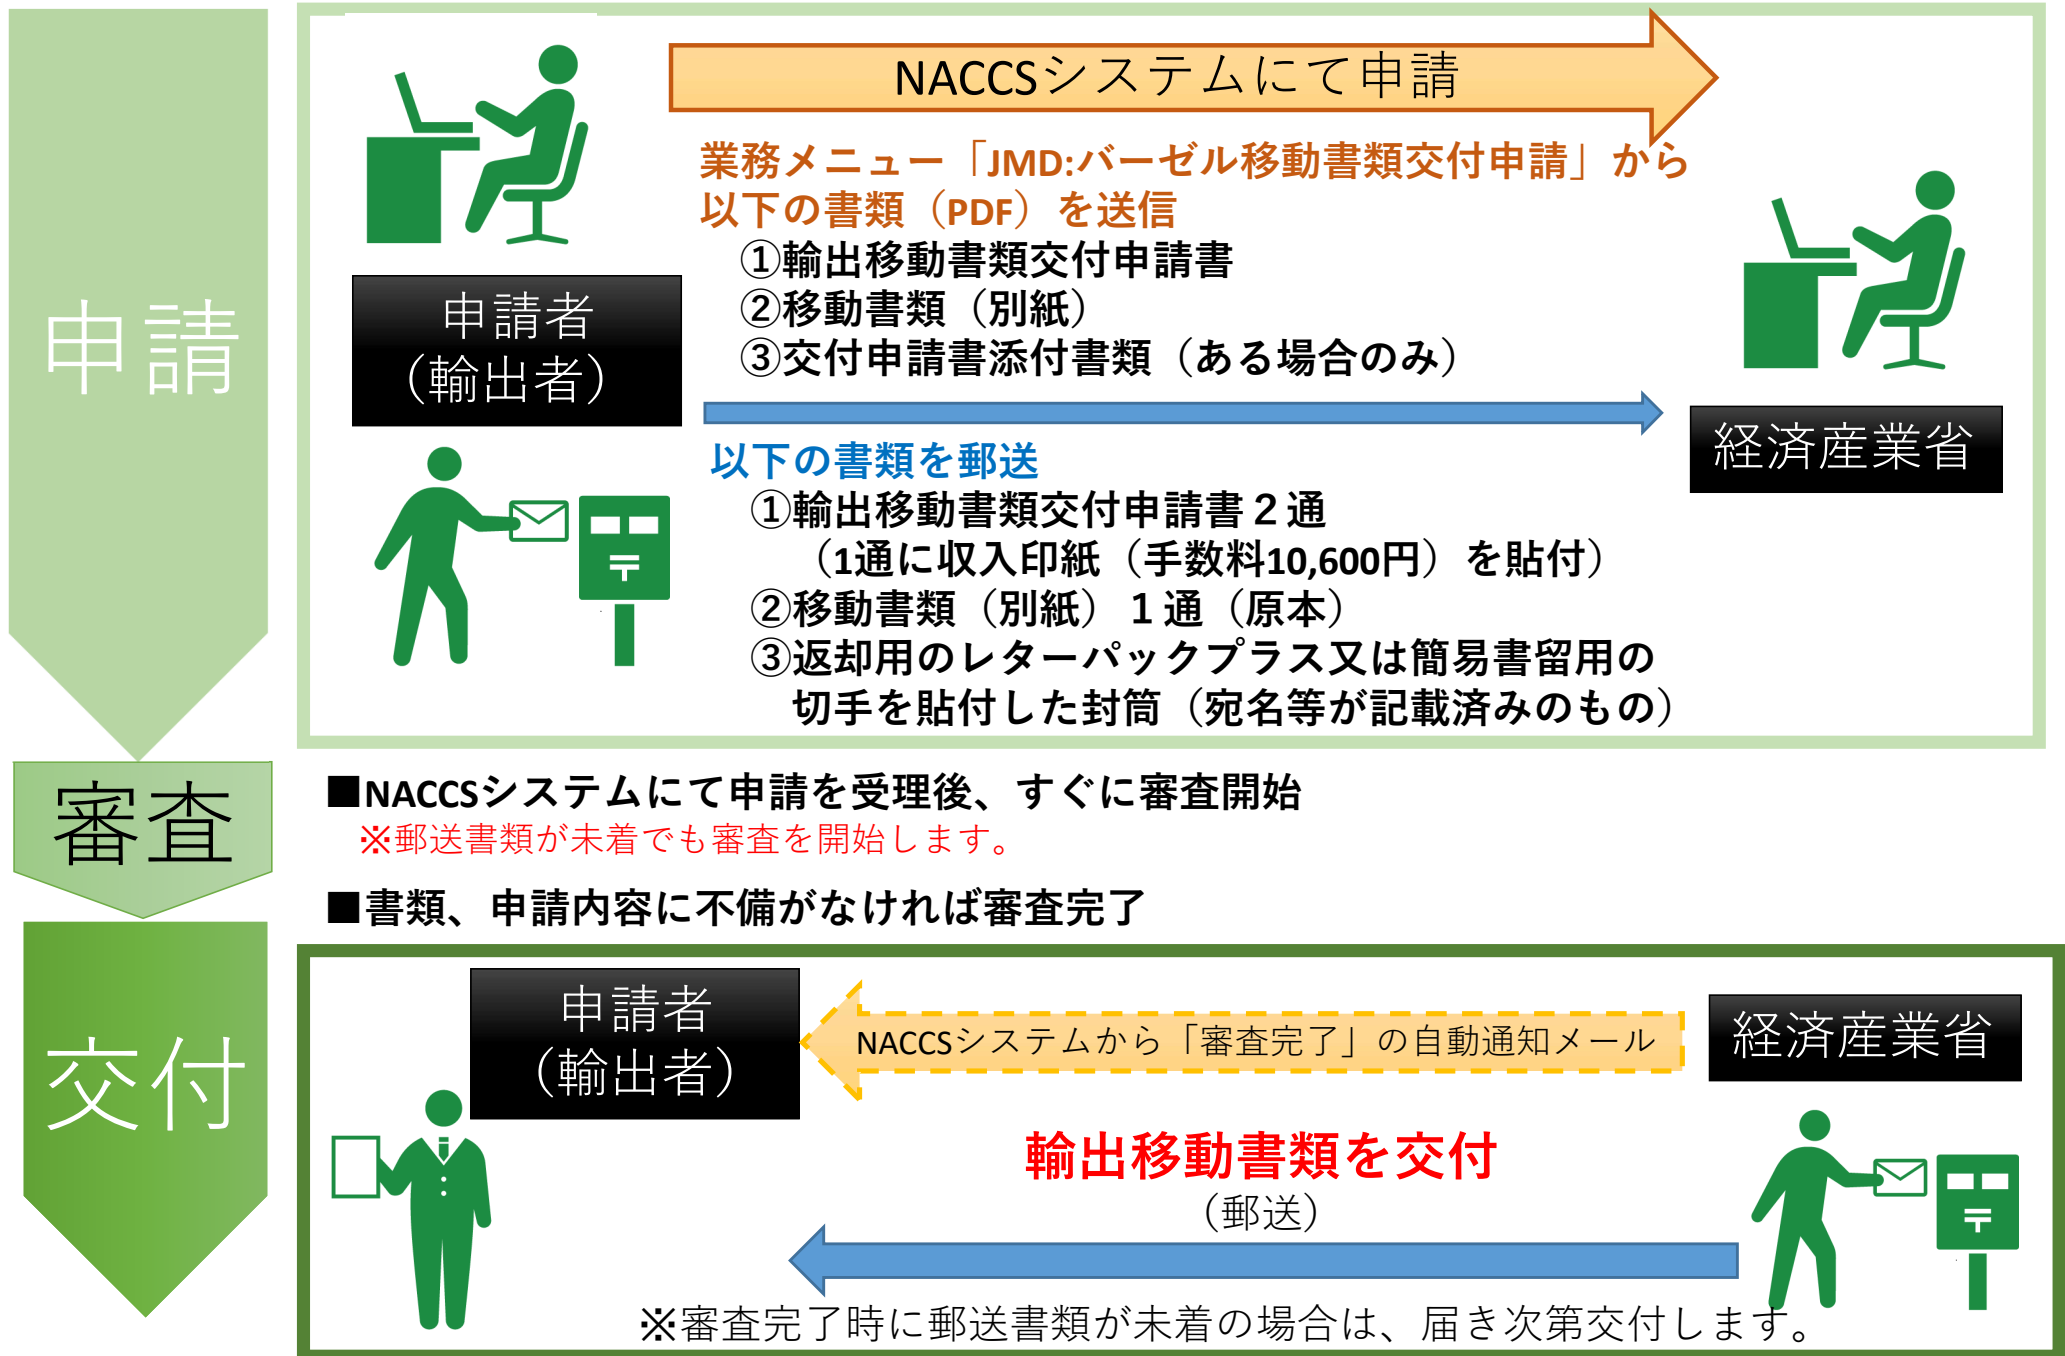 申請
NACCSシステムにて申請
業務メニュー「JMD:バーゼル移動書類交付申請」から
以下の書類（PDF）を送信
①輸出移動書類交付申請書
②移動書類（別紙）
③交付申請書添付書類（ある場合のみ）
申請者
（輸出者）
経済産業省
以下の書類を郵送
①輸出移動書類交付申請書２通
（1通に収入印紙（手数料10,600円）を貼付）
②移動書類（別紙）１通（原本）
③返却用のレターパックプラス又は簡易書留用の
切手を貼付した封筒（宛名等が記載済みのもの）
審査
■NACCSシステムにて申請を受理後、すぐに審査開始
※郵送書類が未着でも審査を開始します。
■書類、申請内容に不備がなければ審査完了
交付
申請者
（輸出者）
NACCSシステムから「審査完了」の自動通知メール
経済産業省
輸出移動書類を交付
（郵送）
※審査完了時に郵送書類が未着の場合は、届き次第交付します。